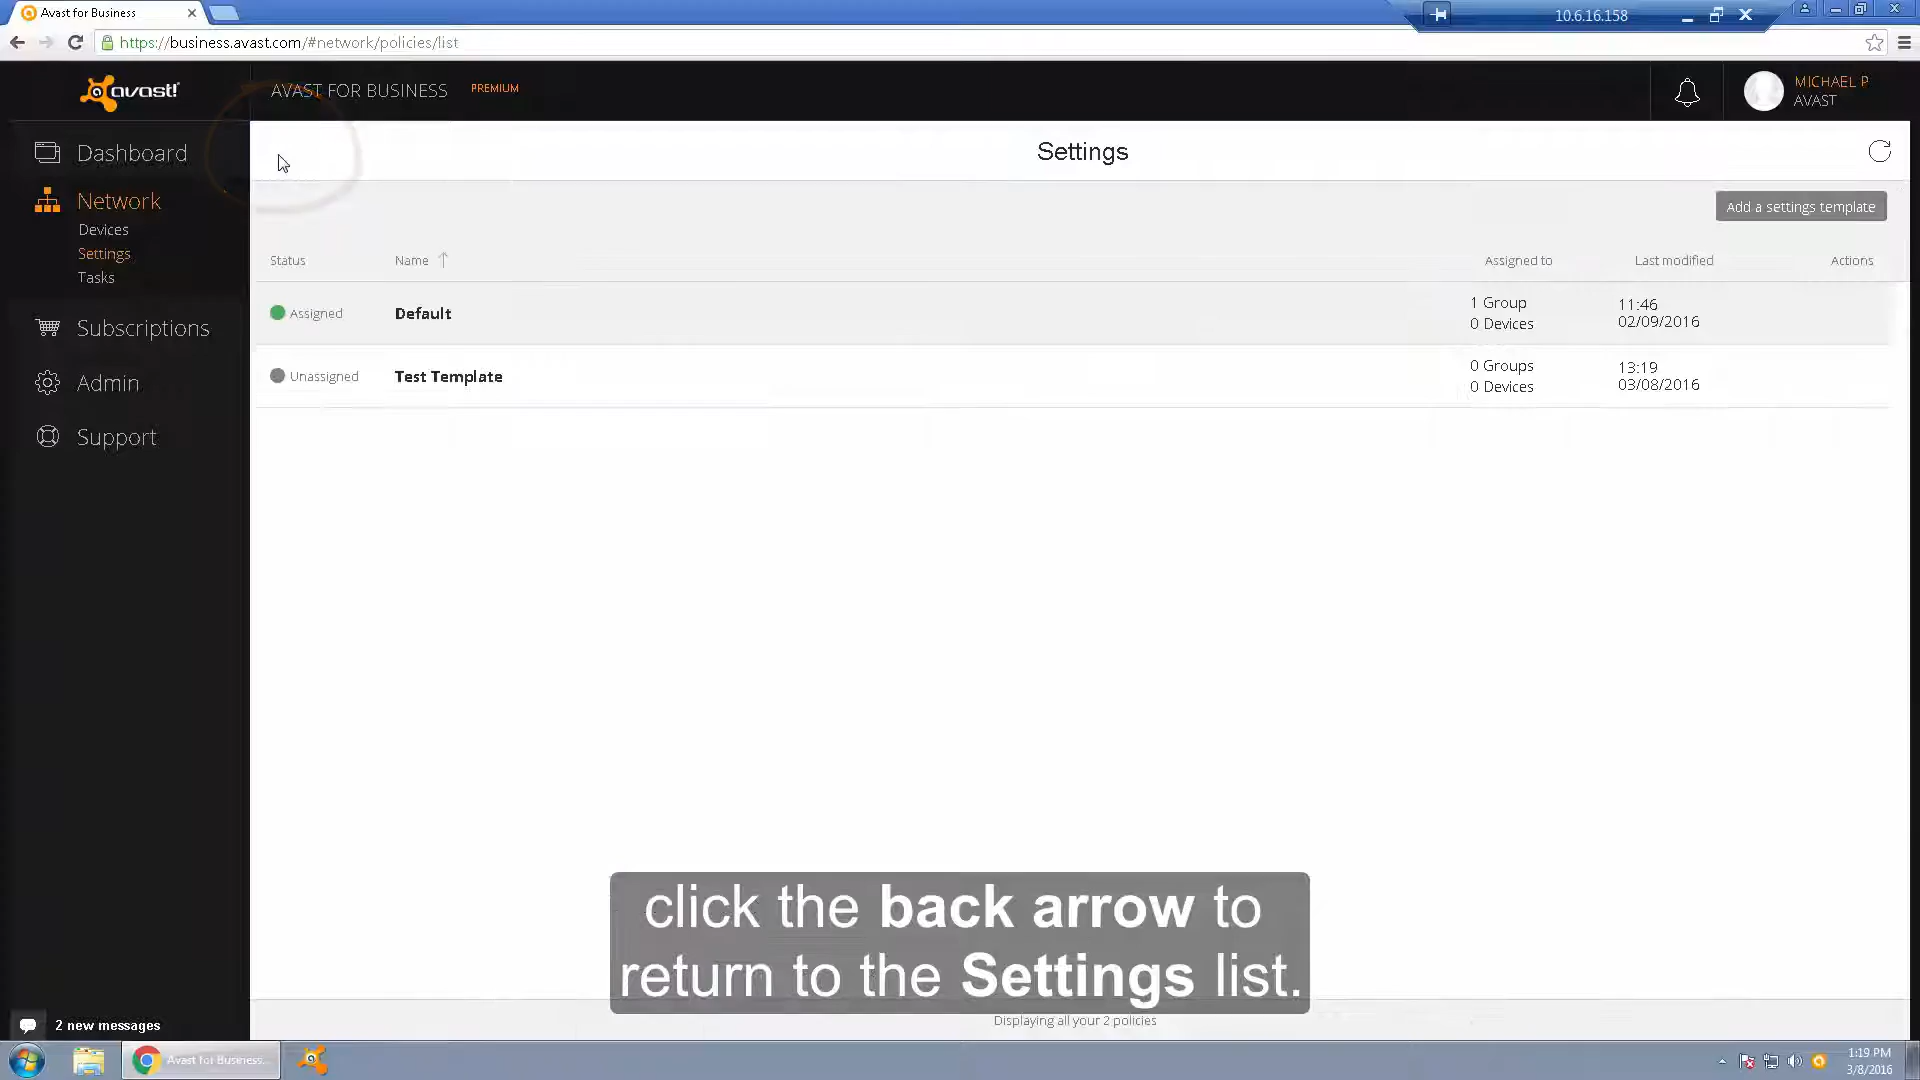 Avast for Business
10.6.16.158
https://business.avast.com/#network/policies/list
avast!
AVAST FOR BUSINESS PREMIUM
MICHAEL P
AVAST
Dashboard
Network
Devices
Settings
Tasks
Subscriptions
Admin
Support
Settings
Add a settings template
Status Name Assigned to Last modified Actions
Assigned Default 1 Group 11:46
0 Devices 02/09/2016
Unassigned Test Template 0 Groups 13:19
0 Devices 03/08/2016
click the back arrow to
return to the Settings list.
Displaying all your 2 policies
2 new messages
Avast for Business...
1:19 PM
3/8/2016